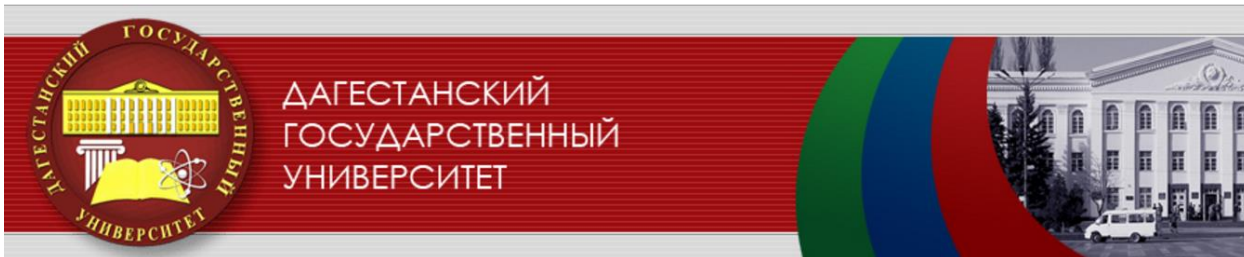 ДАГЕСТАНСКИЙ ГОСУДАРСТВЕННЫЙ
УНИВЕРСИТЕТ
ДАГЕСТАНСКИЙ
ГОСУДАРСТВЕННЫЙ
УНИВЕРСИТЕТ